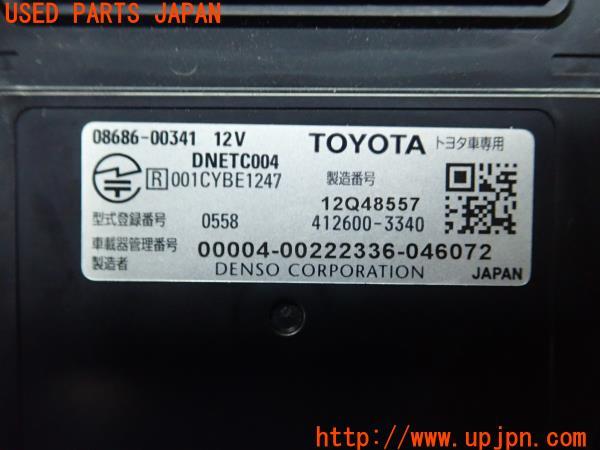 USED PARTS JAPAN
08686-00341 12V
DNETC004
R 001CYBE1247
TOYOTA トヨタ車専用
製造番号
12Q48557
型式登録番号 0558 412600-3340
車載器管理番号 00004-00222336-046072
製造者 DENSO CORPORATION JAPAN
UPJ
http://www.upjpn.com